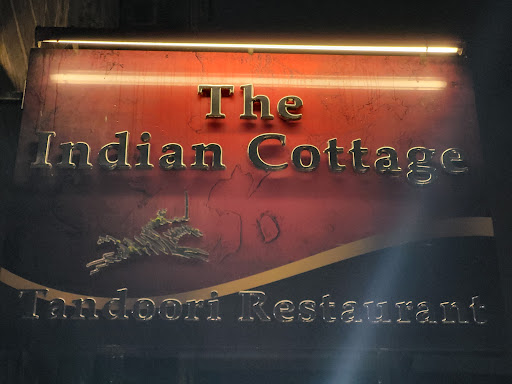 The
Indian Cottage
Tandoori Restaurant